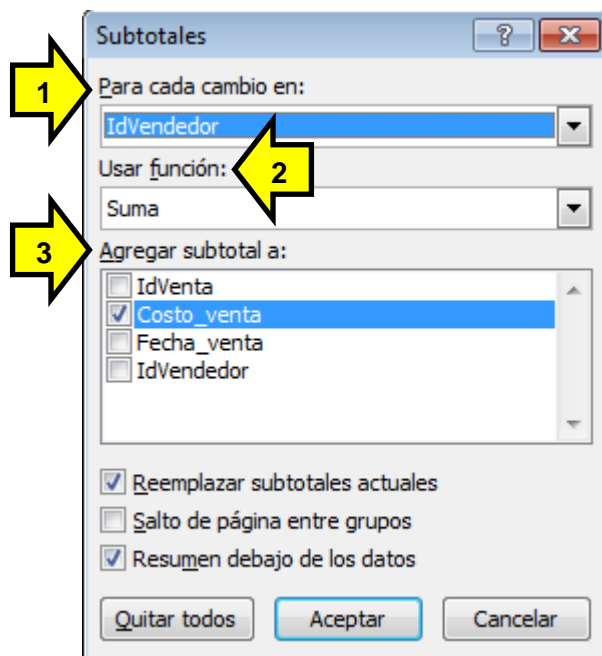 Subtotales
1
Para cada cambio en:
IdVendedor
Usar función:
2
Suma
3
Agregar subtotal a:
IdVenta
Costo_venta
Fecha_venta
IdVendedor
Reemplazar subtotales actuales
Salto de página entre grupos
Resumen debajo de los datos
Quitar todos Aceptar Cancelar